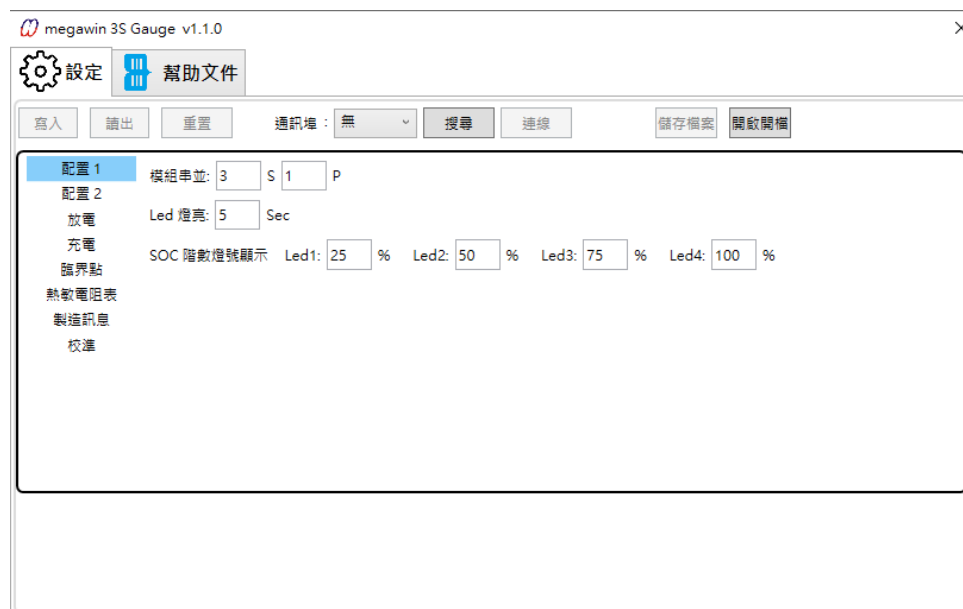 megawin 3S Gauge v1.1.0
設定 幫助文件
寫入 讀出 重置 通訊埠 : 無 搜尋 連線 儲存檔案 開啟開檔
配置 1
配置 2
放電
充電
臨界點
熱敏電阻表
製造訊息
校準
模組串並: 3 S 1 P
Led 燈亮: 5 Sec
SOC 階數燈號顯示 Led1: 25 % Led2: 50 % Led3: 75 % Led4: 100 %